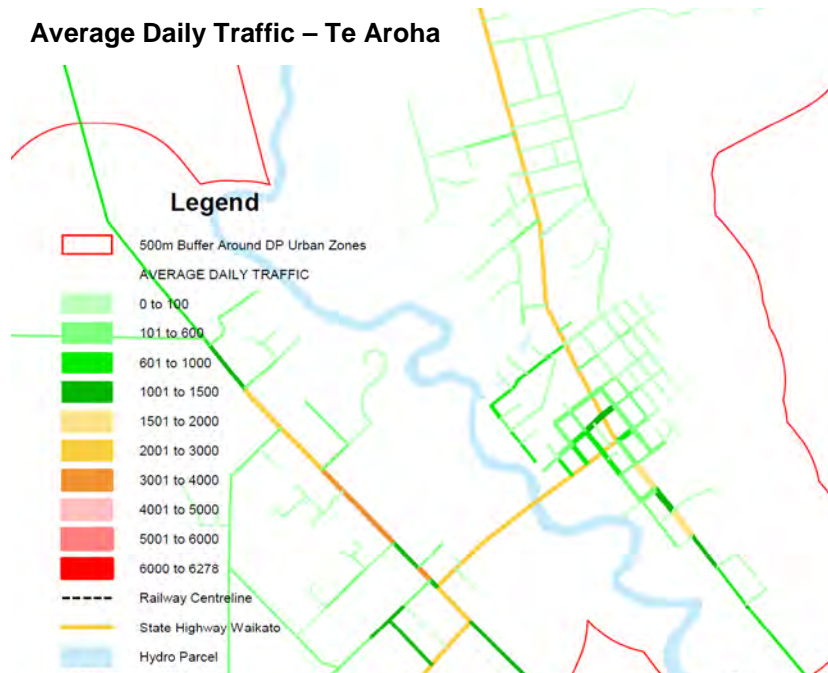 Average Daily Traffic – Te Aroha
Legend
500m Buffer Around DP Urban Zones
AVERAGE DAILY TRAFFIC
0 to 100
101 to 600
601 to 1000
1001 to 1500
1501 to 2000
2001 to 3000
3001 to 4000
4001 to 5000
5001 to 6000
6000 to 6278
Railway Centreline
State Highway Waikato
Hydro Parcel